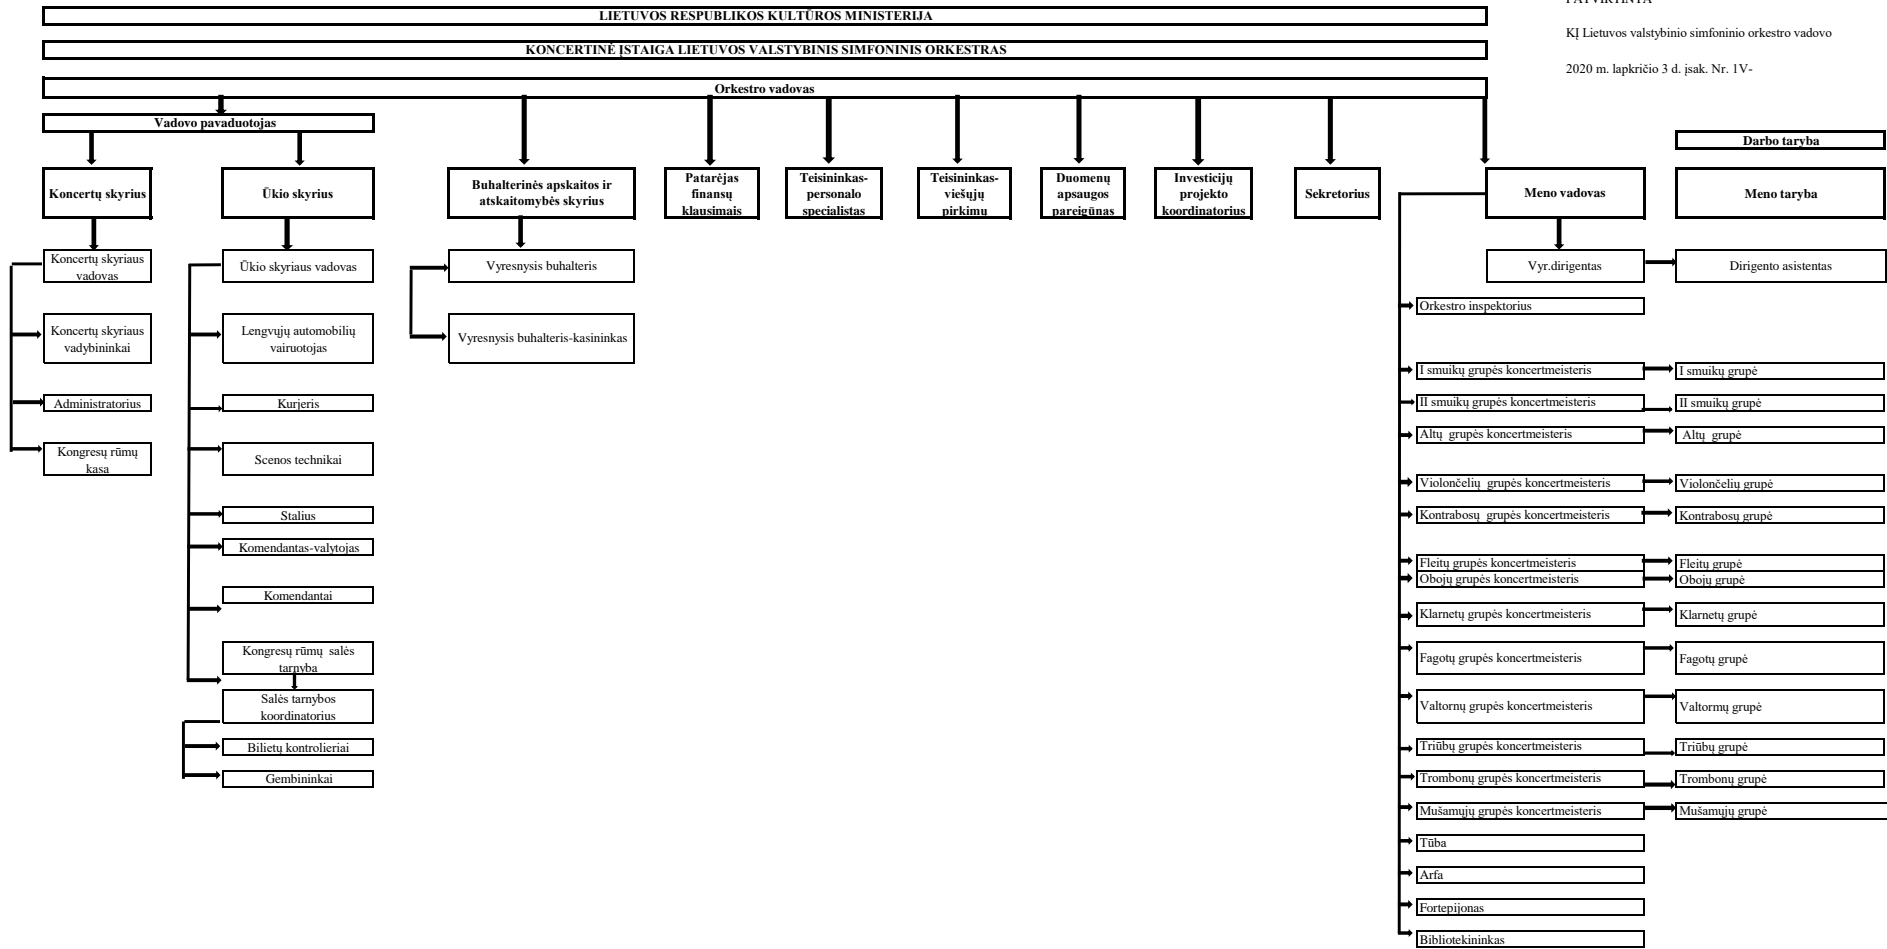 PATVIRTINTA
LIETUVOS RESPUBLIKOS KULTŪROS MINISTERIJA
KĮ Lietuvos valstybinio simfoninio orkestro vadovo
KONCERTINĖ ĮSTAIGA LIETUVOS VALSTYBINIS SIMFONINIS ORKESTRAS
2020 m. lapkričio 3 d. įsak. Nr. 1V-
Orkestro vadovas
Vadovo pavaduotojas
Darbo taryba
Koncertų skyrius
Ūkio skyrius
Buhalterinės apskaitos ir
atskaitomybės skyrius
Patarėjas
finansų
klausimais
Teisininkas-
personalo
specialistas
Teisininkas-
viešųjų
pirkimų
Duomenų
apsaugos
pareigūnas
Investicijų
projekto
koordinatorius
Sekretorius
Meno vadovas
Meno taryba
Koncertų skyriaus
vadovas
Koncertų skyriaus
vadybininkai
Administratorius
Kongresų rūmų
kasa
Ūkio skyriaus vadovas
Lengvųjų automobilių
vairuotojas
Kurjeris
Scenos technikai
Stalius
Komendantas-valytojas
Komendantai
Kongresų rūmų  salės
tarnyba
Salės tarnybos
koordinatorius
Bilietų kontrolieriai
Gembininkai
Vyresnysis buhalteris
Vyresnysis buhalteris-kasininkas
Vyr.dirigentas
Dirigento asistentas
Orkestro inspektorius
I smuikų grupės koncertmeisteris
I smuikų grupė
II smuikų grupės koncertmeisteris
II smuikų grupė
Altų  grupės koncertmeisteris
Altų  grupė
Violončelių  grupės koncertmeisteris
Violončelių grupė
Kontrabosų  grupės koncertmeisteris
Kontrabosų grupė
Fleitų grupės koncertmeisteris
Fleitų grupė
Obojų grupės koncertmeisteris
Obojų grupė
Klarnetų grupės koncertmeisteris
Klarnetų grupė
Fagotų grupės koncertmeisteris
Fagotų grupė
Valtornų grupės koncertmeisteris
Valtormų grupė
Triūbų grupės koncertmeisteris
Triūbų grupė
Trombonų grupės koncertmeisteris
Trombonų grupė
Mušamųjų grupės koncertmeisteris
Mušamųjų grupė
Tūba
Arfa
Fortepijonas
Bibliotekininkas